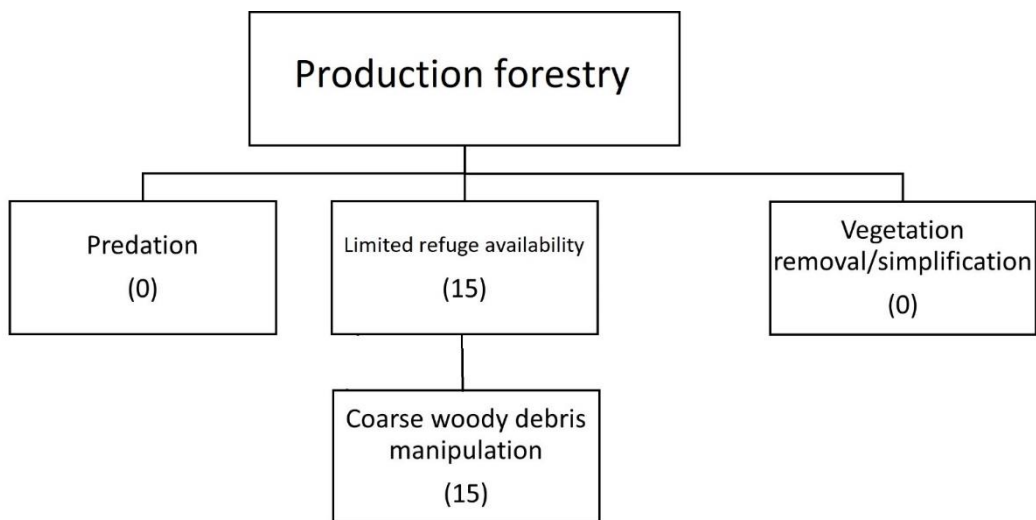 Production forestry
Predation
(0)
Limited refuge availability
(15)
Vegetation
removal/simplification
(0)
Coarse woody debris
manipulation
(15)